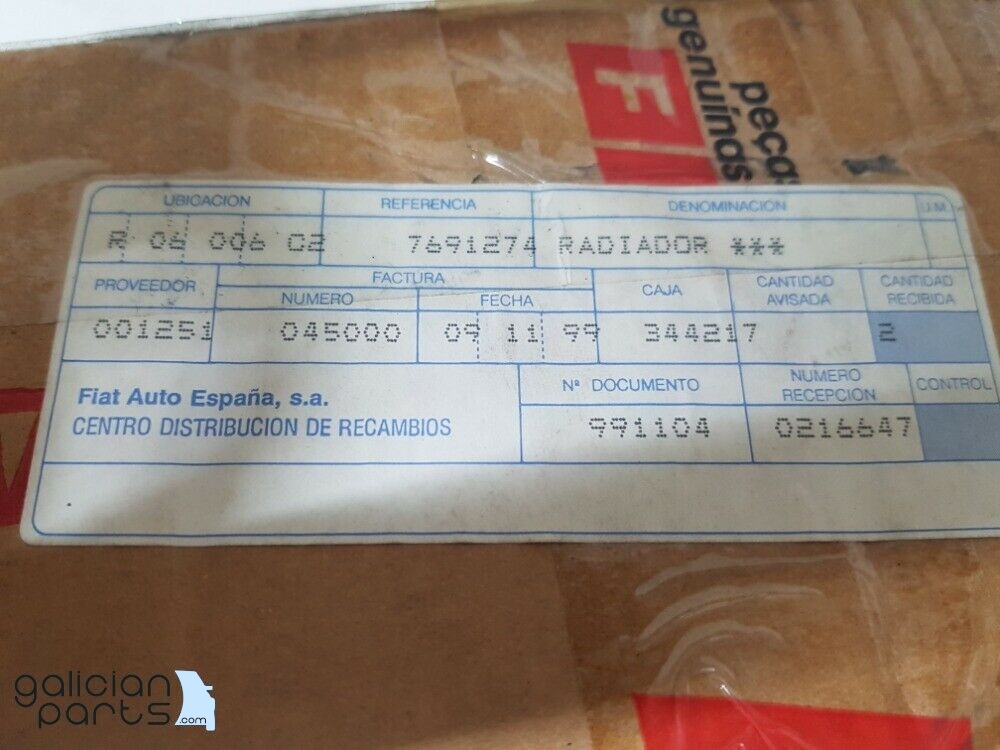 peças
genuínas
F
UBICACION REFERENCIA DENOMINACION U.M.
R 06 006 02 7691274 RADIADOR ***
PROVEEDOR FACTURA CAJA CANTIDAD AVISADA CANTIDAD RECIBIDA
NUMERO FECHA
001251 045000 09 11 99 344217 2
Fiat Auto España, s.a.
CENTRO DISTRIBUCION DE RECAMBIOS
Nº DOCUMENTO NUMERO RECEPCION CONTROL
991104 0216647
galician
parts.com